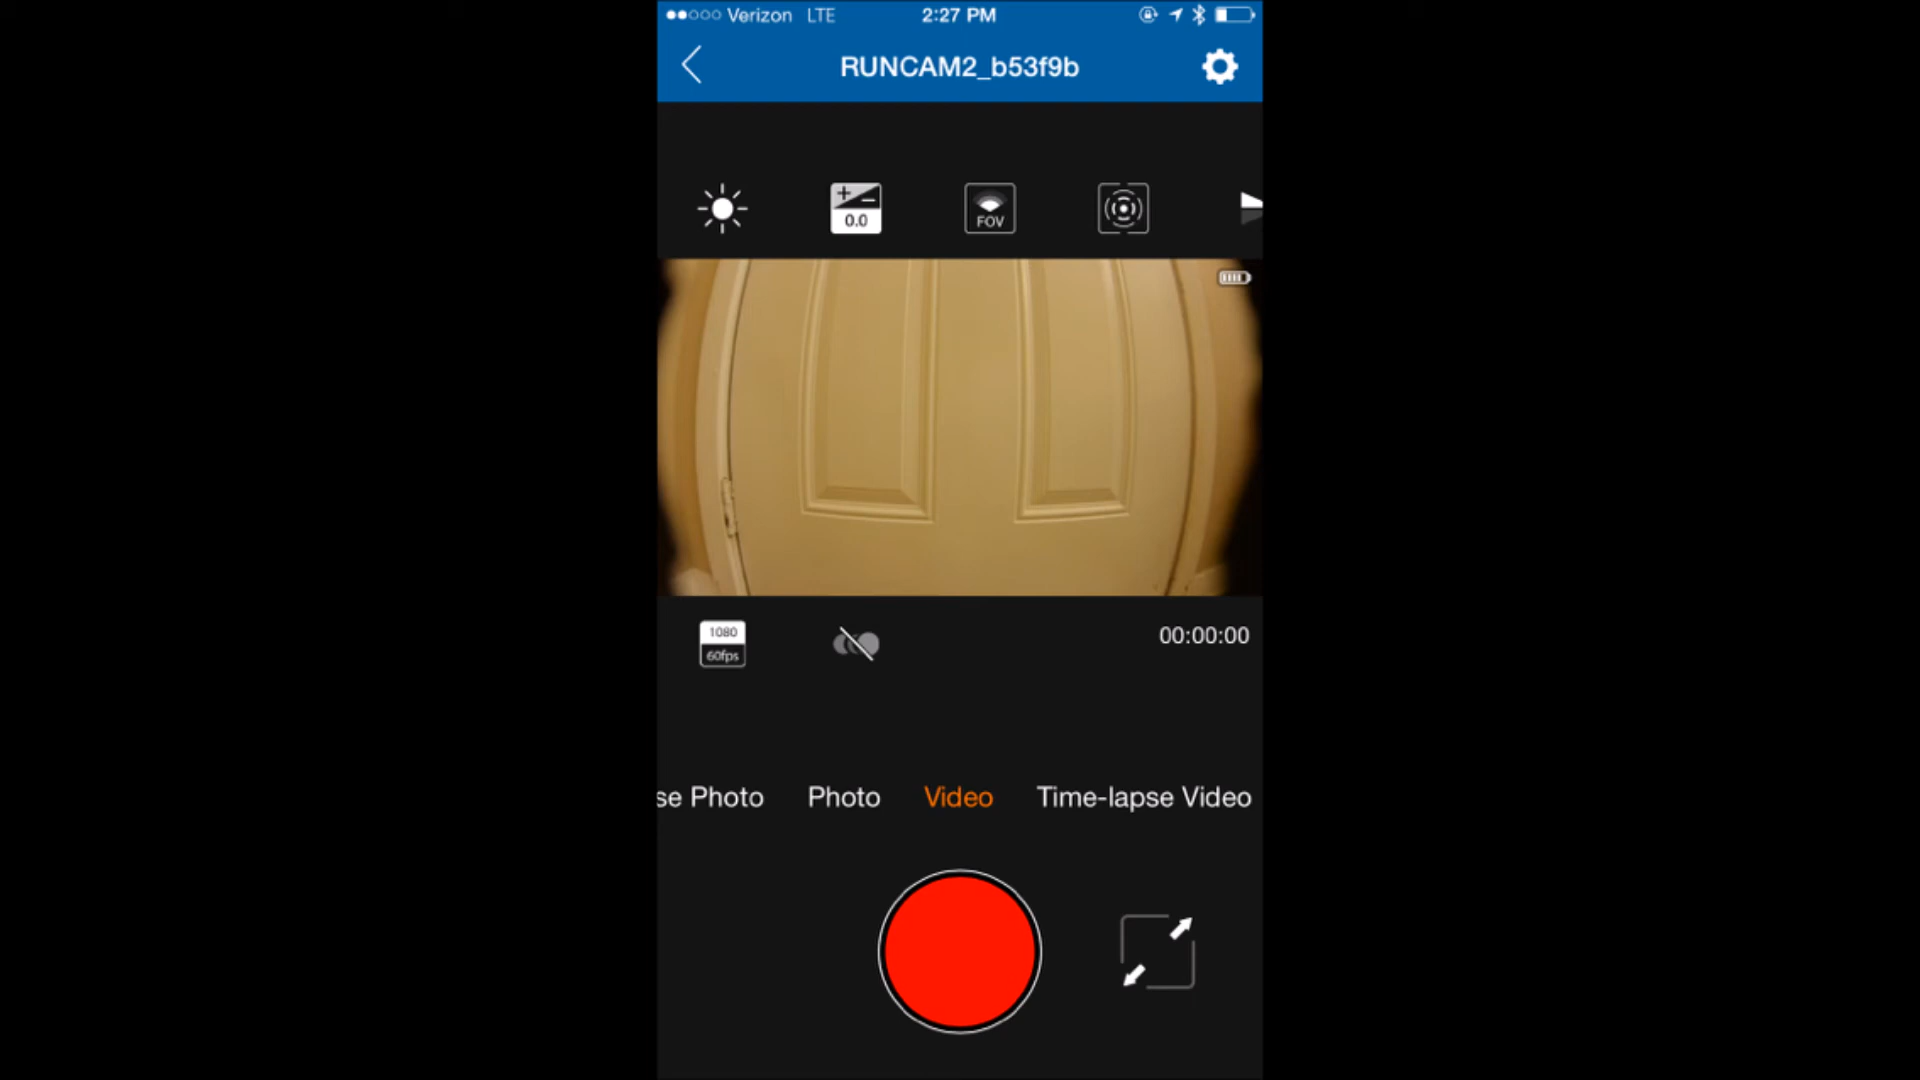 Verizon LTE 2:27 PM
RUNCAM2_b53f9b
+ −
0.0
FOV
1080
60fps
00:00:00
se Photo Photo Video Time-lapse Video